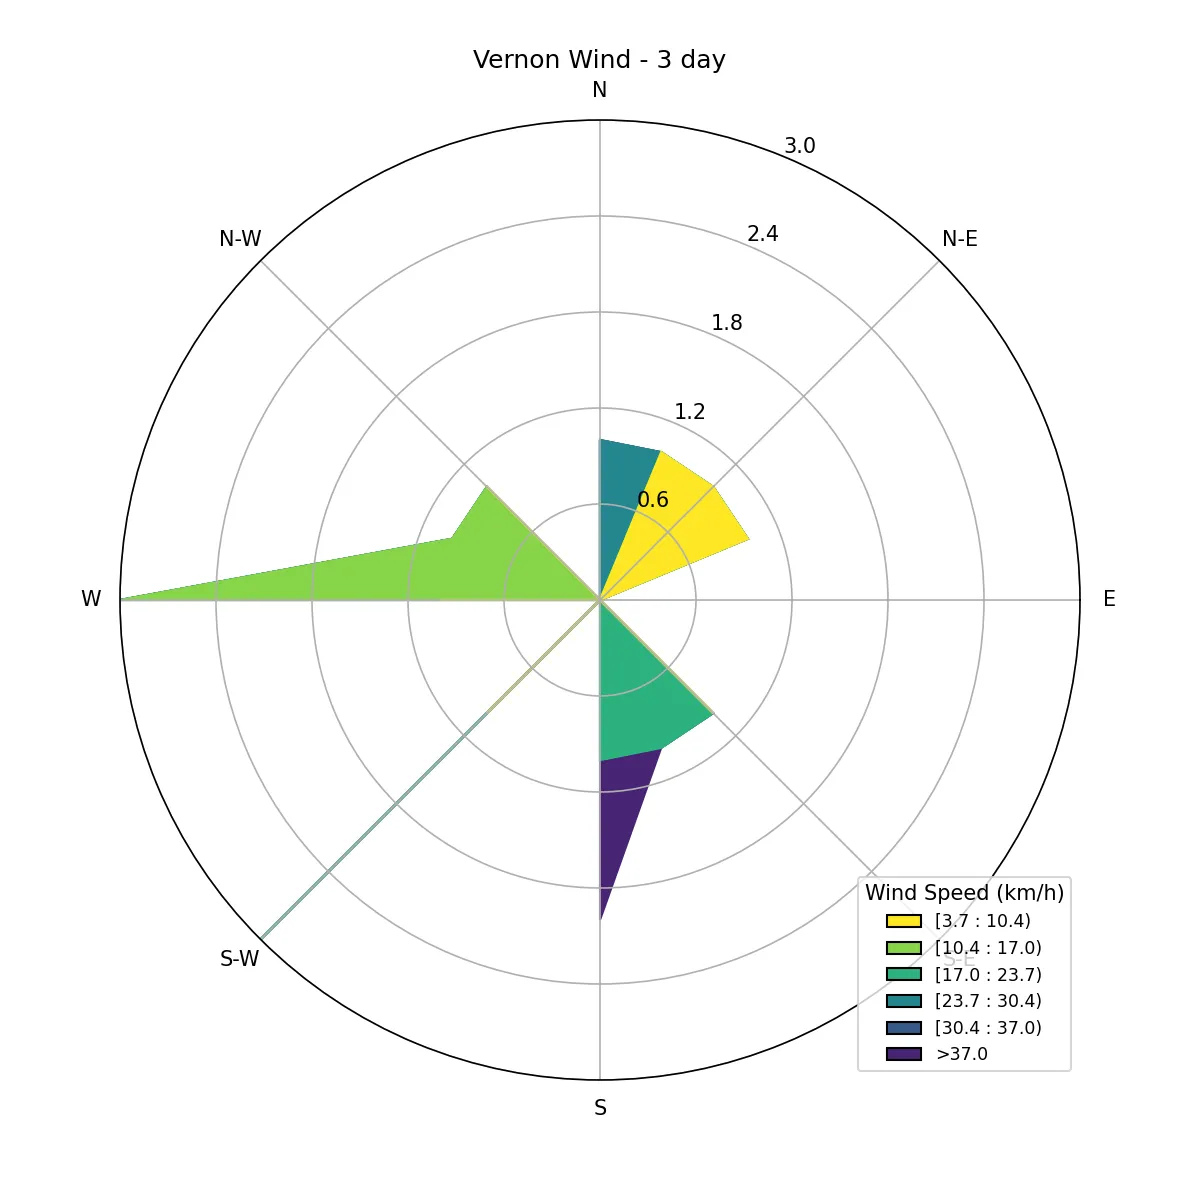 Vernon Wind - 3 day
N
3.0
N-W
N-E
2.4
1.8
1.2
0.6
W
E
S-W
S-E
Wind Speed (km/h)
[3.7 : 10.4)
[10.4 : 17.0)
[17.0 : 23.7)
[23.7 : 30.4)
[30.4 : 37.0)
>37.0
S